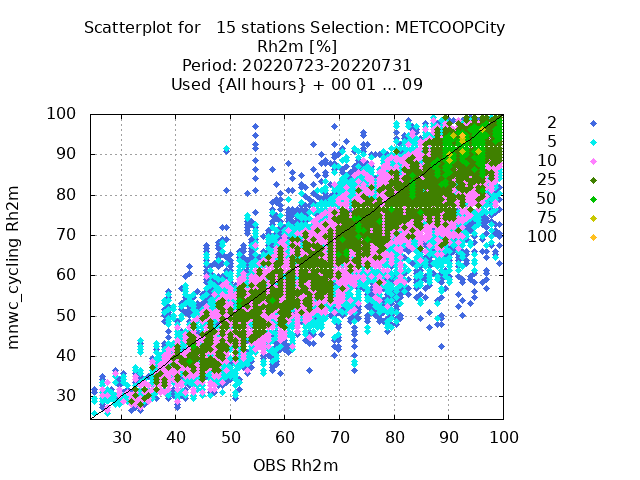 Scatterplot for   15 stations Selection: METCOOPCity
Rh2m [%]
Period: 20220723-20220731
Used {All hours} + 00 01 ... 09
100
90
80
70
60
50
40
30
mnwc_cycling Rh2m
30 40 50 60 70 80 90 100
OBS Rh2m
2
5
10
25
50
75
100